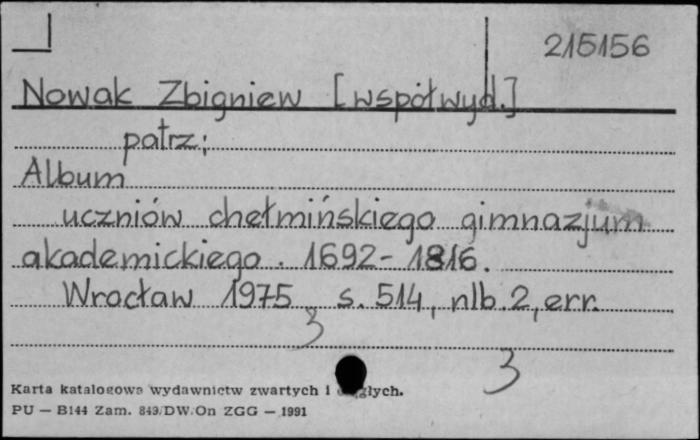 215156
Nowak Zbigniew [współwyd.]
patrz:
Album
uczniów chełmińskiego gimnazjum
akademickiego. 1692-1816.
Wrocław 1975 s. 514, nlb. 2, err.
3
3
Karta katalogowa wydawnictw zwartych i
PU — B144 Zam. 849/DW/On ZGG — 1991